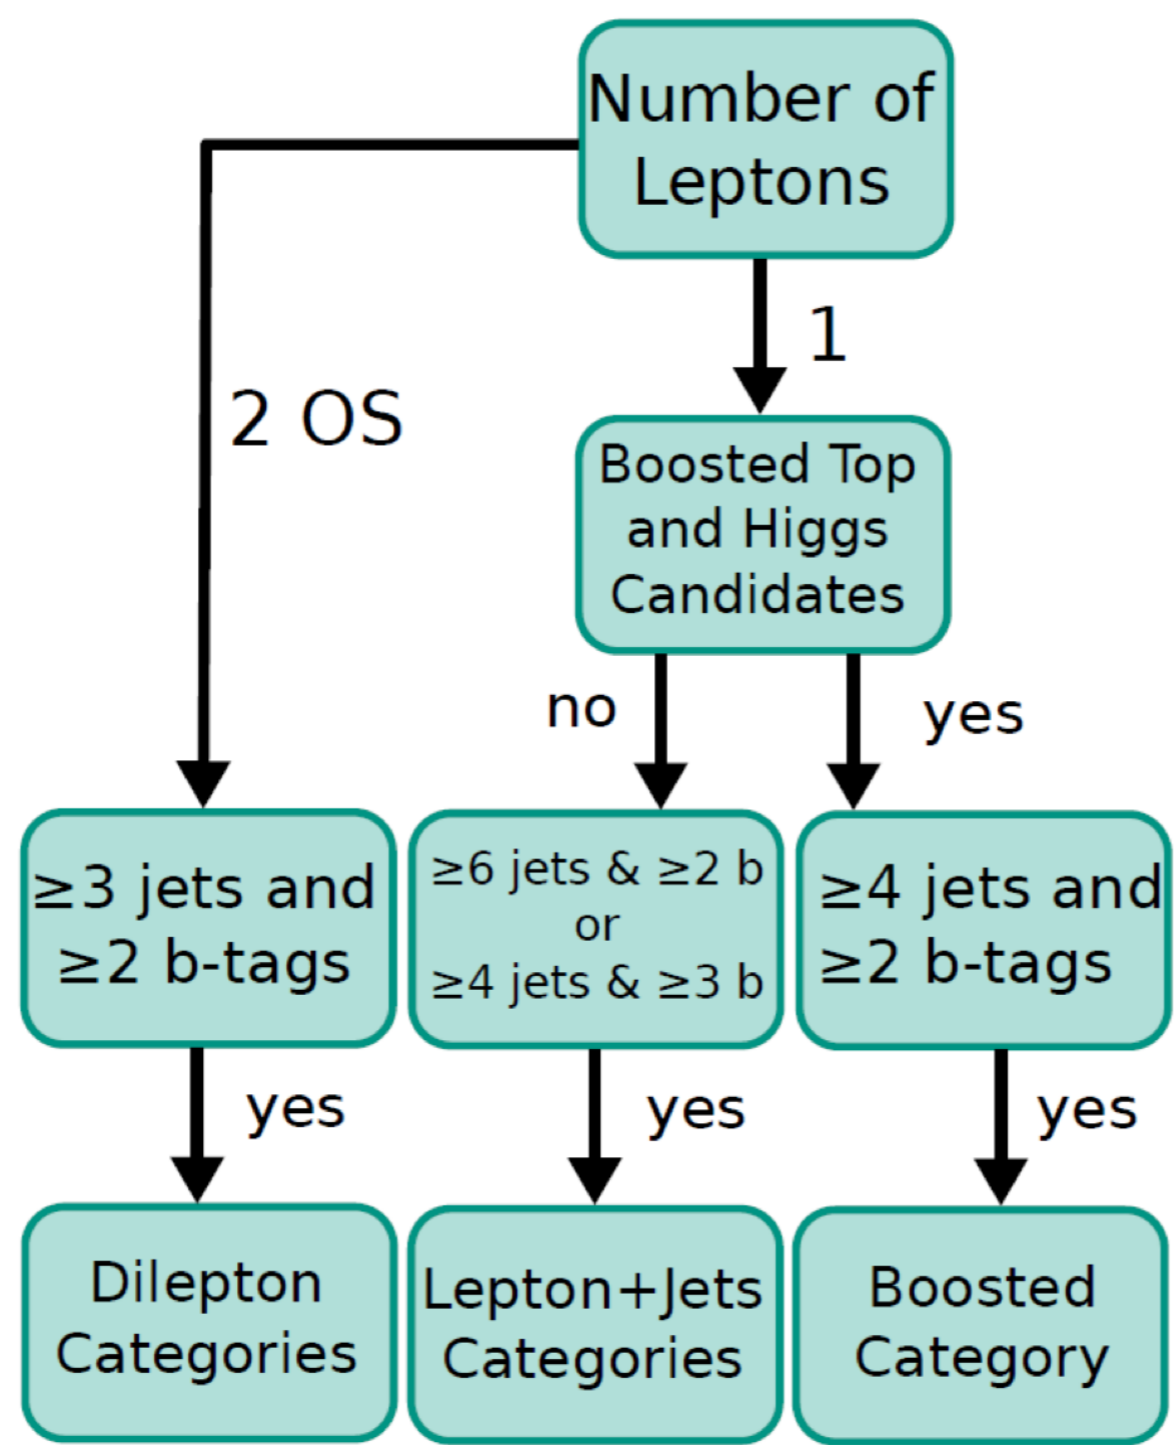 Number of
Leptons
1
2 OS
Boosted Top
and Higgs
Candidates
no
yes
≥3 jets and
≥2 b-tags
≥6 jets & ≥2 b
or
≥4 jets & ≥3 b
≥4 jets and
≥2 b-tags
yes
yes
yes
Dilepton
Categories
Lepton+Jets
Categories
Boosted
Category